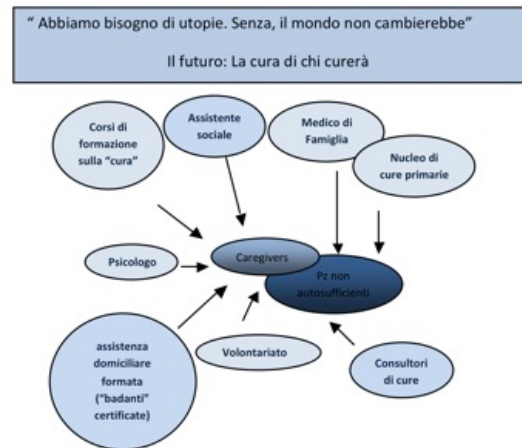 “ Abbiamo bisogno di utopie. Senza, il mondo non cambierebbe”
Il futuro: La cura di chi curerà
Corsi di
formazione
sulla “cura”
Assistente
sociale
Medico di
Famiglia
Nucleo di
cure primarie
Psicologo
Caregivers
Pz non
autosufficienti
assistenza
domiciliare
formata
(“badanti”
certificate)
Volontariato
Consultori
di cure